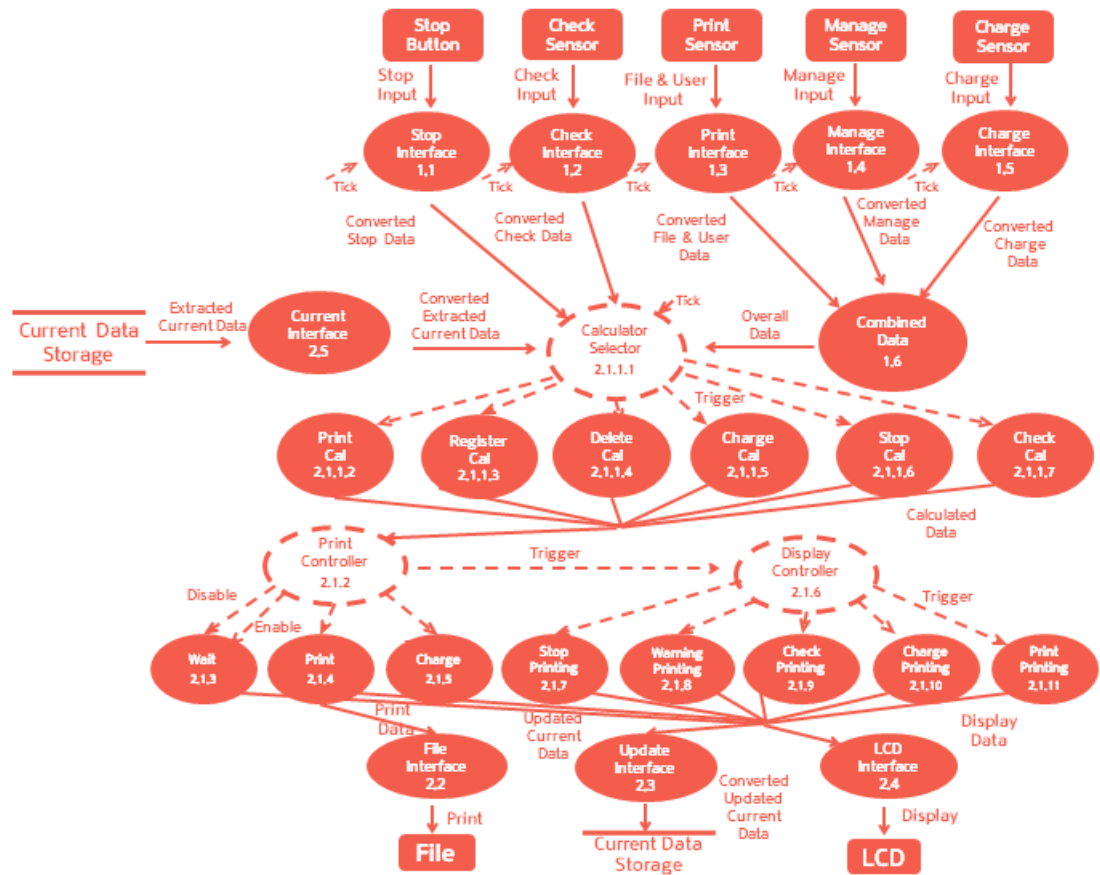 Stop
Button
Check
Sensor
Print
Sensor
Manage
Sensor
Charge
Sensor
Stop
Input
Check
Input
File & User
Input
Manage
Input
Charge
Input
Stop
Interface
1,1
Check
Interface
1,2
Print
Interface
1,3
Manage
Interface
1,4
Charge
Interface
1,5
Tick
Tick
Tick
Tick
Tick
Converted
Stop Data
Converted
Check Data
Converted
File & User
Data
Converted
Manage
Data
Converted
Charge
Data
Current Data
Storage
Extracted
Current Data
Current
Interface
2,5
Converted
Extracted
Current Data
Tick
Calculator
Selector
2,1,1,1
Overall
Data
Combined
Data
1,6
Trigger
Print
Cal
2,1,1,2
Register
Cal
2,1,1,3
Delete
Cal
2,1,1,4
Charge
Cal
2,1,1,5
Stop
Cal
2,1,1,6
Check
Cal
2,1,1,7
Calculated
Data
Print
Controller
2,1,2
Trigger
Display
Controller
2,1,6
Disable
Enable
Trigger
Wait
2,1,3
Print
2,1,4
Charge
2,1,5
Stop
Printing
2,1,7
Warning
Printing
2,1,8
Check
Printing
2,1,9
Charge
Printing
2,1,10
Print
Printing
2,1,11
Print
Data
Updated
Current
Data
Display
Data
File
Interface
2,2
Update
Interface
2,3
LCD
Interface
2,4
Converted
Updated
Current
Data
Print
Display
File
Current Data
Storage
LCD